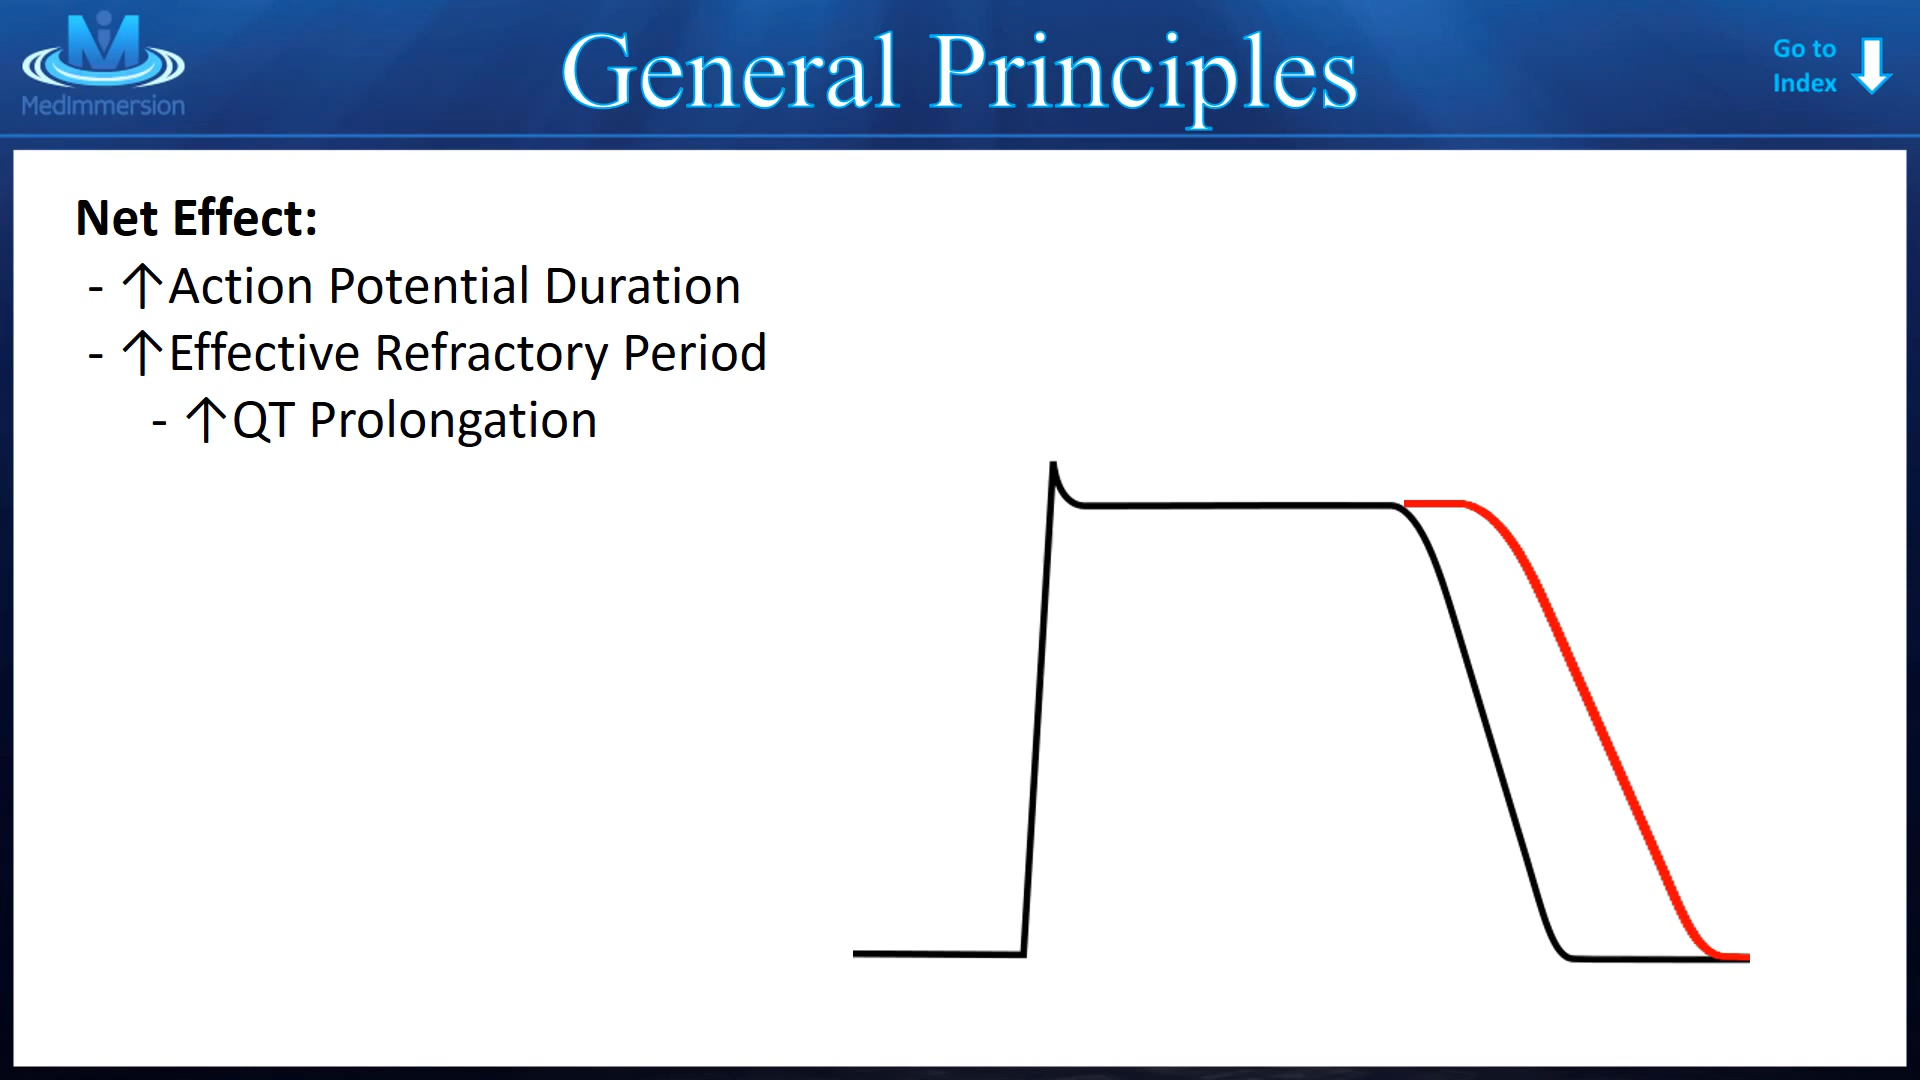 MedImmersion
General Principles
Go to
Index
Net Effect:
- ↑Action Potential Duration
- ↑Effective Refractory Period
- ↑QT Prolongation